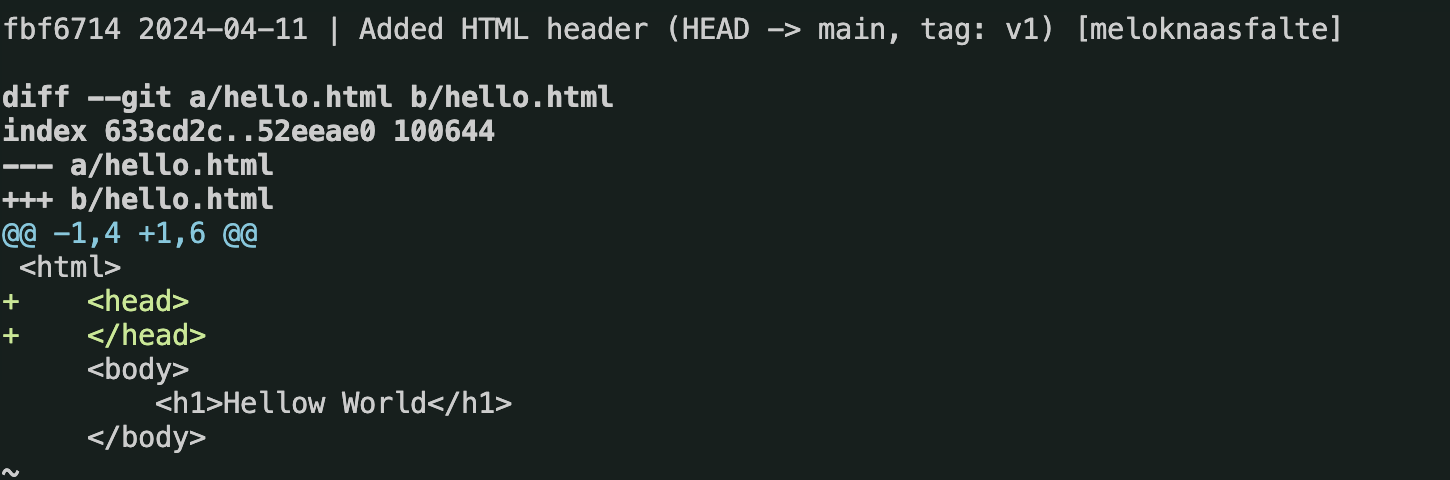 fbf6714 2024-04-11 | Added HTML header (HEAD -> main, tag: v1) [meloknaasfalte]
diff --git a/hello.html b/hello.html
index 633cd2c..52eeae0 100644
--- a/hello.html
+++ b/hello.html
@@ -1,4 +1,6 @@
 <html>
+    <head>
+    </head>
     <body>
         <h1>Hellow World</h1>
     </body>
~